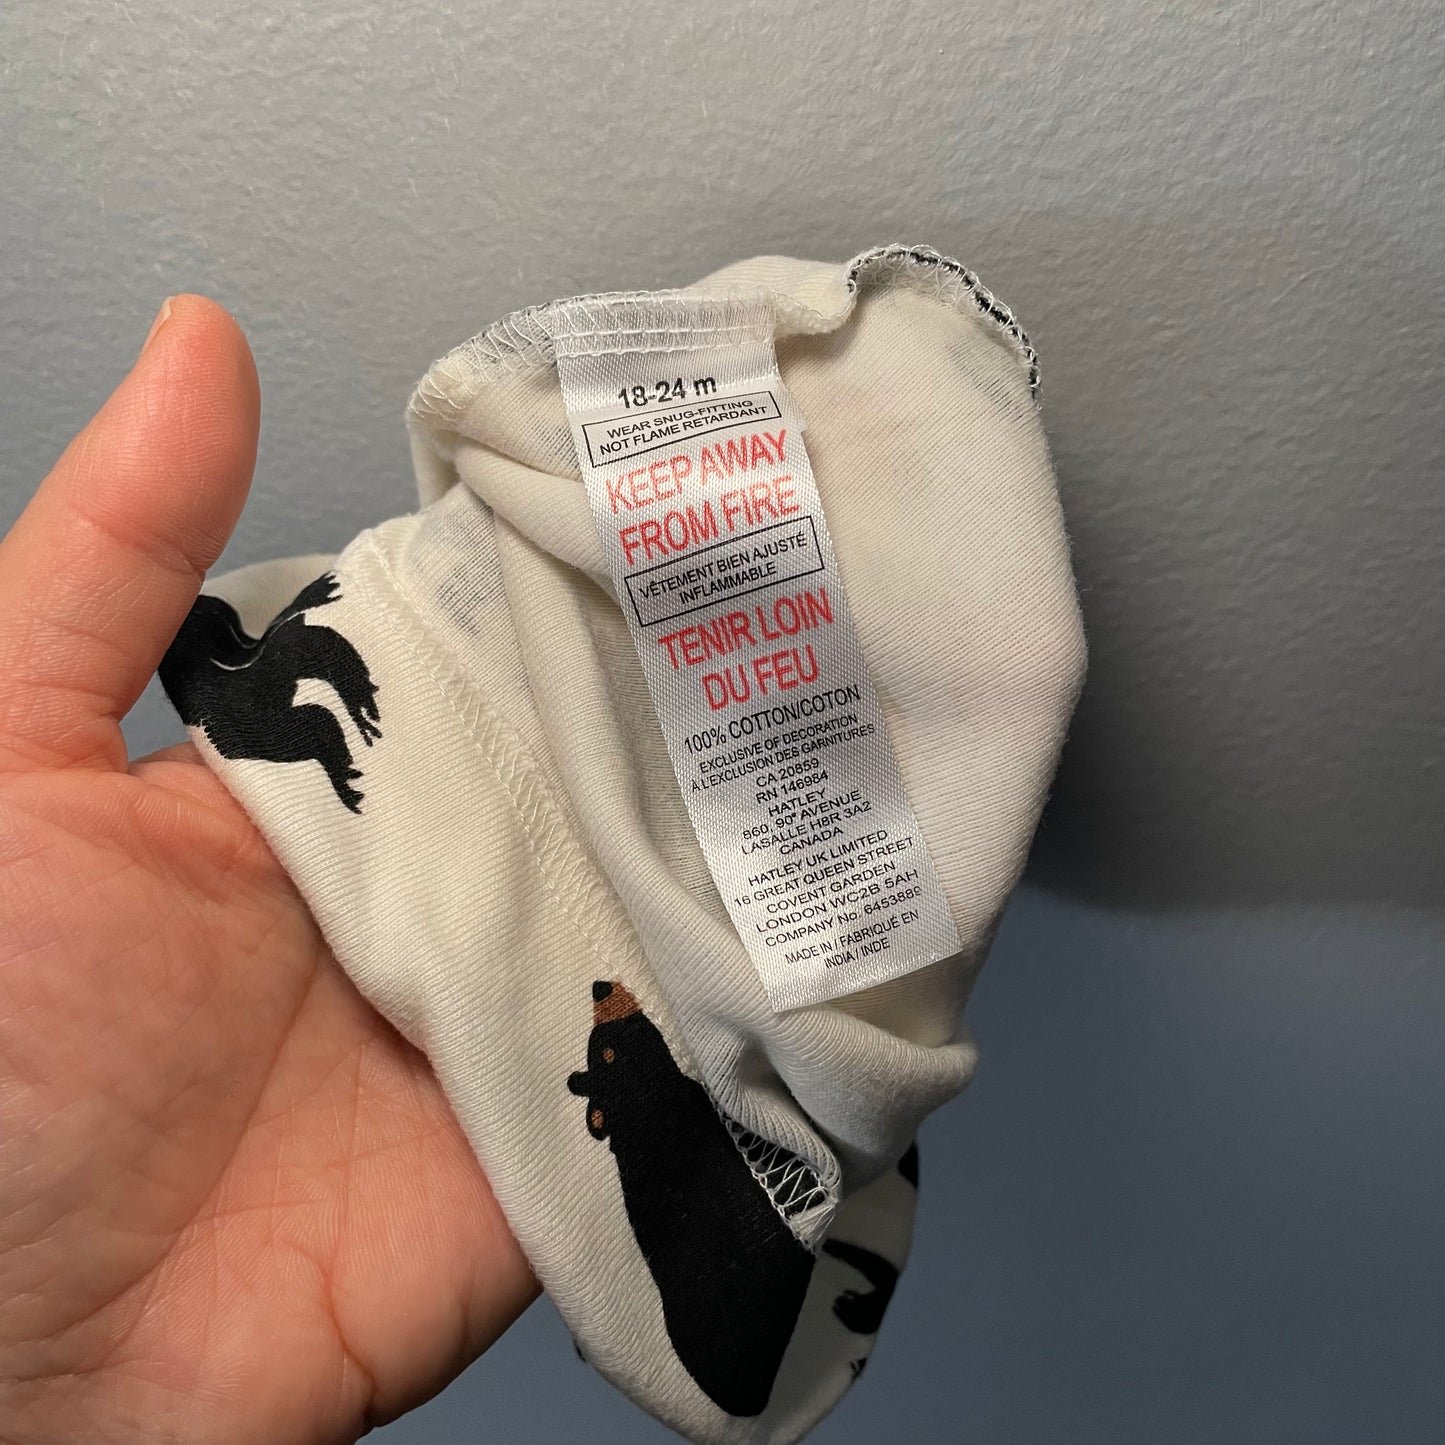 18-24 m
WEAR SNUG-FITTING
NOT FLAME RETARDANT
KEEP AWAY
FROM FIRE
VÊTEMENT BIEN AJUSTÉ
INFLAMMABLE
TENIR LOIN
DU FEU
100% COTTON/COTON
EXCLUSIVE OF DECORATION
À L'EXCLUSION DES GARNITURES
CA 20859
RN 146984
HATLEY
860, 90e AVENUE
LASALLE H8R 3A2
CANADA
HATLEY UK LIMITED
16 GREAT QUEEN STREET
COVENT GARDEN
LONDON WC2B 5AH
COMPANY No. 6453889
MADE IN / FABRIQUÉ EN
INDIA / INDE